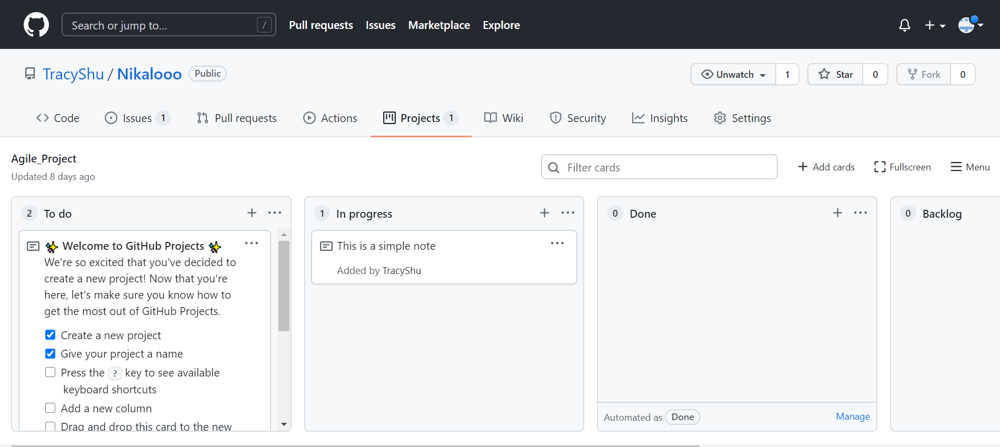 Search or jump to... /
Pull requests Issues Marketplace Explore
TracyShu / Nikalooo Public
Unwatch 1 Star 0 Fork 0
Code Issues 1 Pull requests Actions Projects 1 Wiki Security Insights Settings
Agile_Project
Updated 8 days ago
Filter cards
Add cards Fullscreen Menu
2 To do
Welcome to GitHub Projects
We're so excited that you've decided to
create a new project! Now that you're
here, let's make sure you know how to
get the most out of GitHub Projects.
Create a new project
Give your project a name
Press the ? key to see available
keyboard shortcuts
Add a new column
Drag and drop this card to the new
1 In progress
This is a simple note
Added by TracyShu
0 Done
Automated as Done Manage
0 Backlog